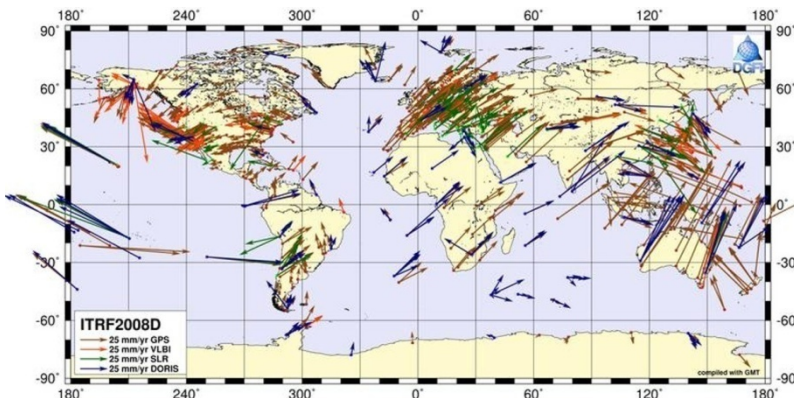 180° 240° 300° 0° 60° 120° 180°
90° 90°
DGFI
60° 60°
30° 30°
0° 0°
-30° -30°
ITRF2008D
25 mm/yr GPS
25 mm/yr VLBI
25 mm/yr SLR
25 mm/yr DORIS
-60° -60°
compiled with GMT
-90° -90°
180° 240° 300° 0° 60° 120° 180°